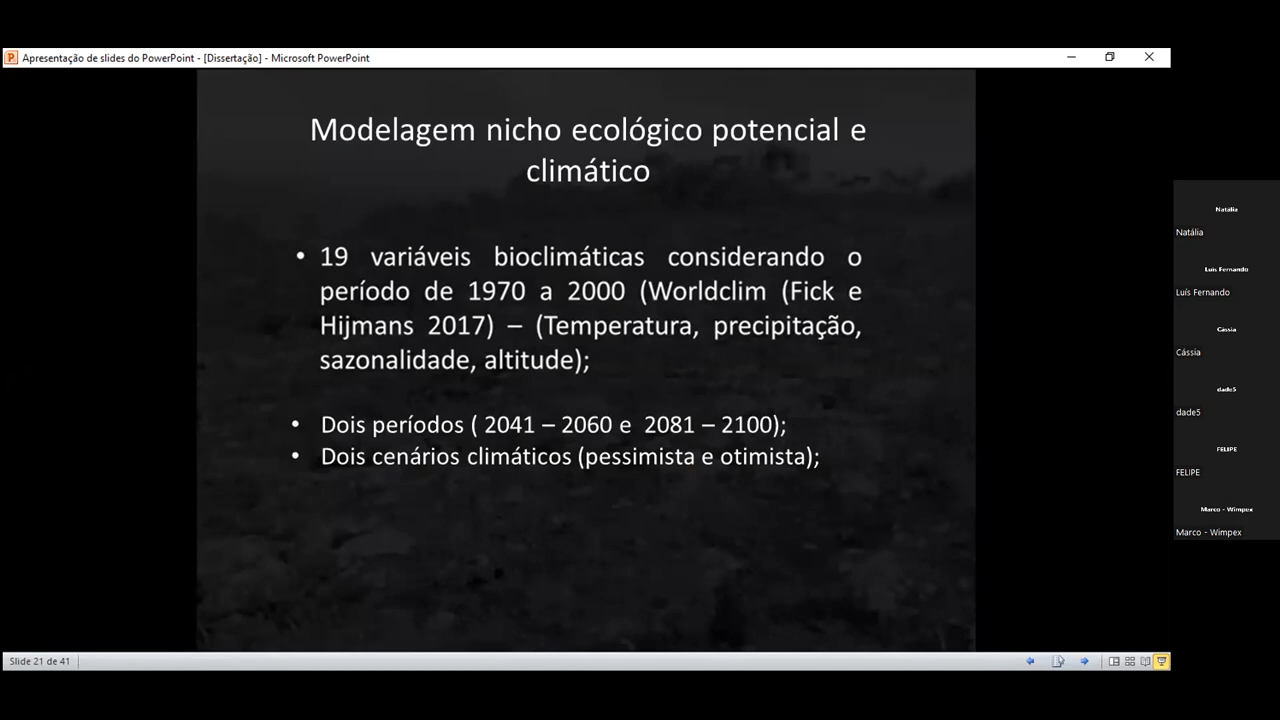 Apresentação de slides do PowerPoint - [Dissertação] - Microsoft PowerPoint
Modelagem nicho ecológico potencial e
climático
• 19 variáveis bioclimáticas considerando o
período de 1970 a 2000 (Worldclim (Fick e
Hijmans 2017) – (Temperatura, precipitação,
sazonalidade, altitude);
• Dois períodos ( 2041 – 2060 e 2081 – 2100);
• Dois cenários climáticos (pessimista e otimista);
Natália
Natália
Luís Fernando
Luís Fernando
Cássia
Cássia
dade5
dade5
FELIPE
FELIPE
Marco - Wimpex
Marco - Wimpex
Slide 21 de 41